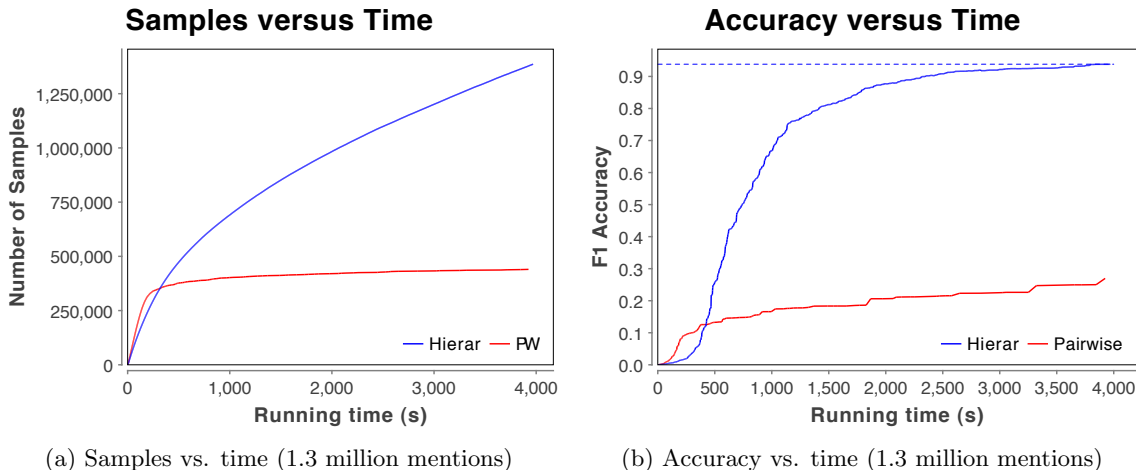 Samples versus Time
Number of Samples
1,250,000
1,000,000
750,000
500,000
250,000
0
Hierar PW
0 1,000 2,000 3,000 4,000
Running time (s)
(a) Samples vs. time (1.3 million mentions)
Accuracy versus Time
F1 Accuracy
0.9
0.8
0.7
0.6
0.5
0.4
0.3
0.2
0.1
0.0
Hierar Pairwise
0 500 1,000 1,500 2,000 2,500 3,000 3,500 4,000
Running time (s)
(b) Accuracy vs. time (1.3 million mentions)